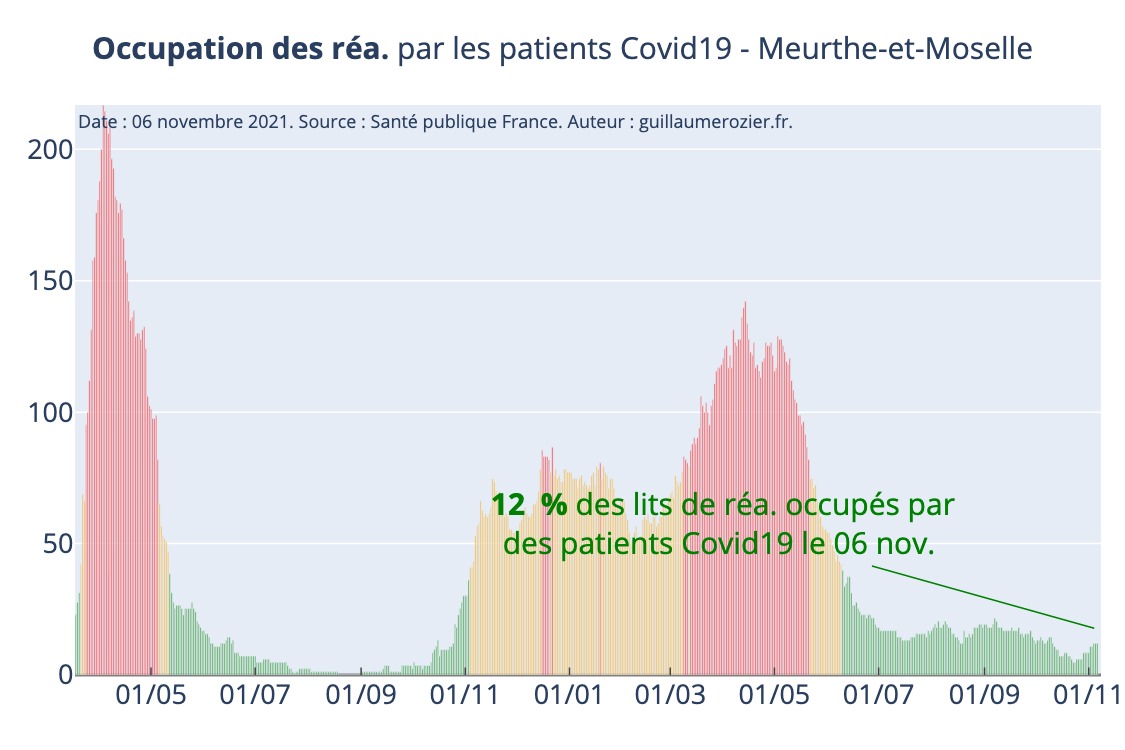 Occupation des réa. par les patients Covid19 - Meurthe-et-Moselle
Date : 06 novembre 2021. Source : Santé publique France. Auteur : guillaumerozier.fr.
200
150
100
50
0
12 % des lits de réa. occupés par
des patients Covid19 le 06 nov.
01/05 01/07 01/09 01/11 01/01 01/03 01/05 01/07 01/09 01/11